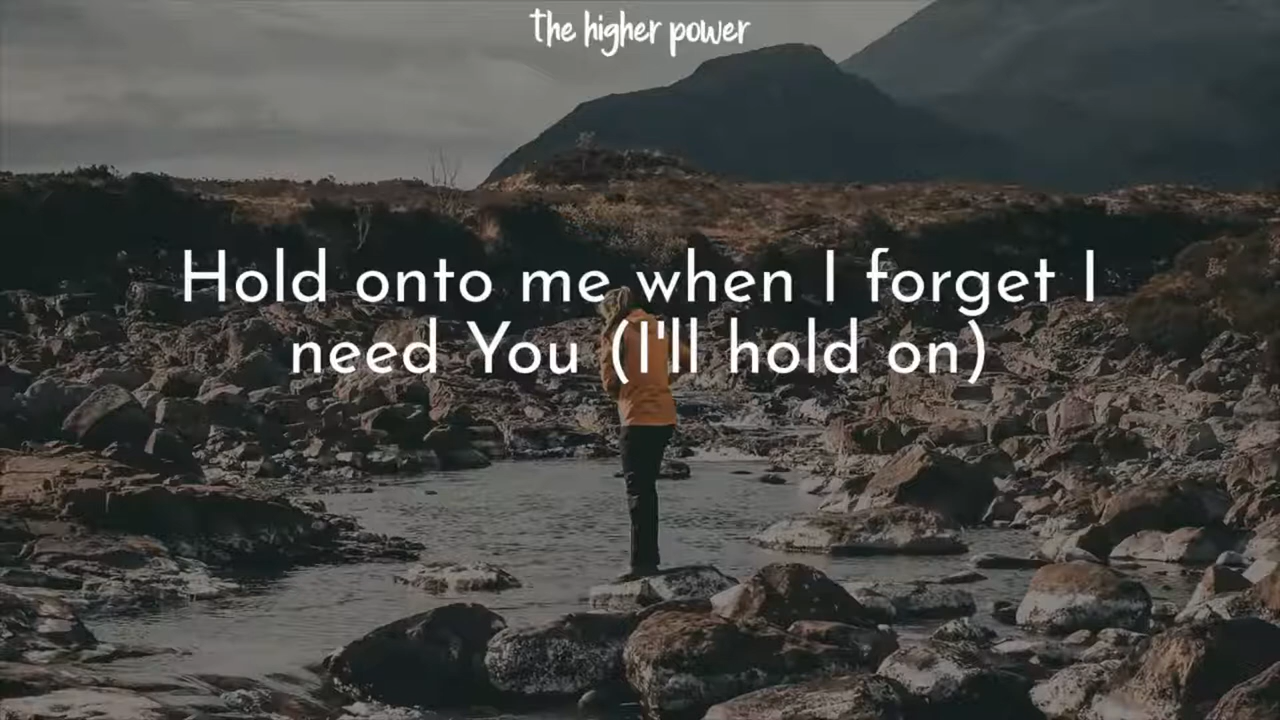 the higher power
Hold onto me when I forget I
need You (I'll hold on)